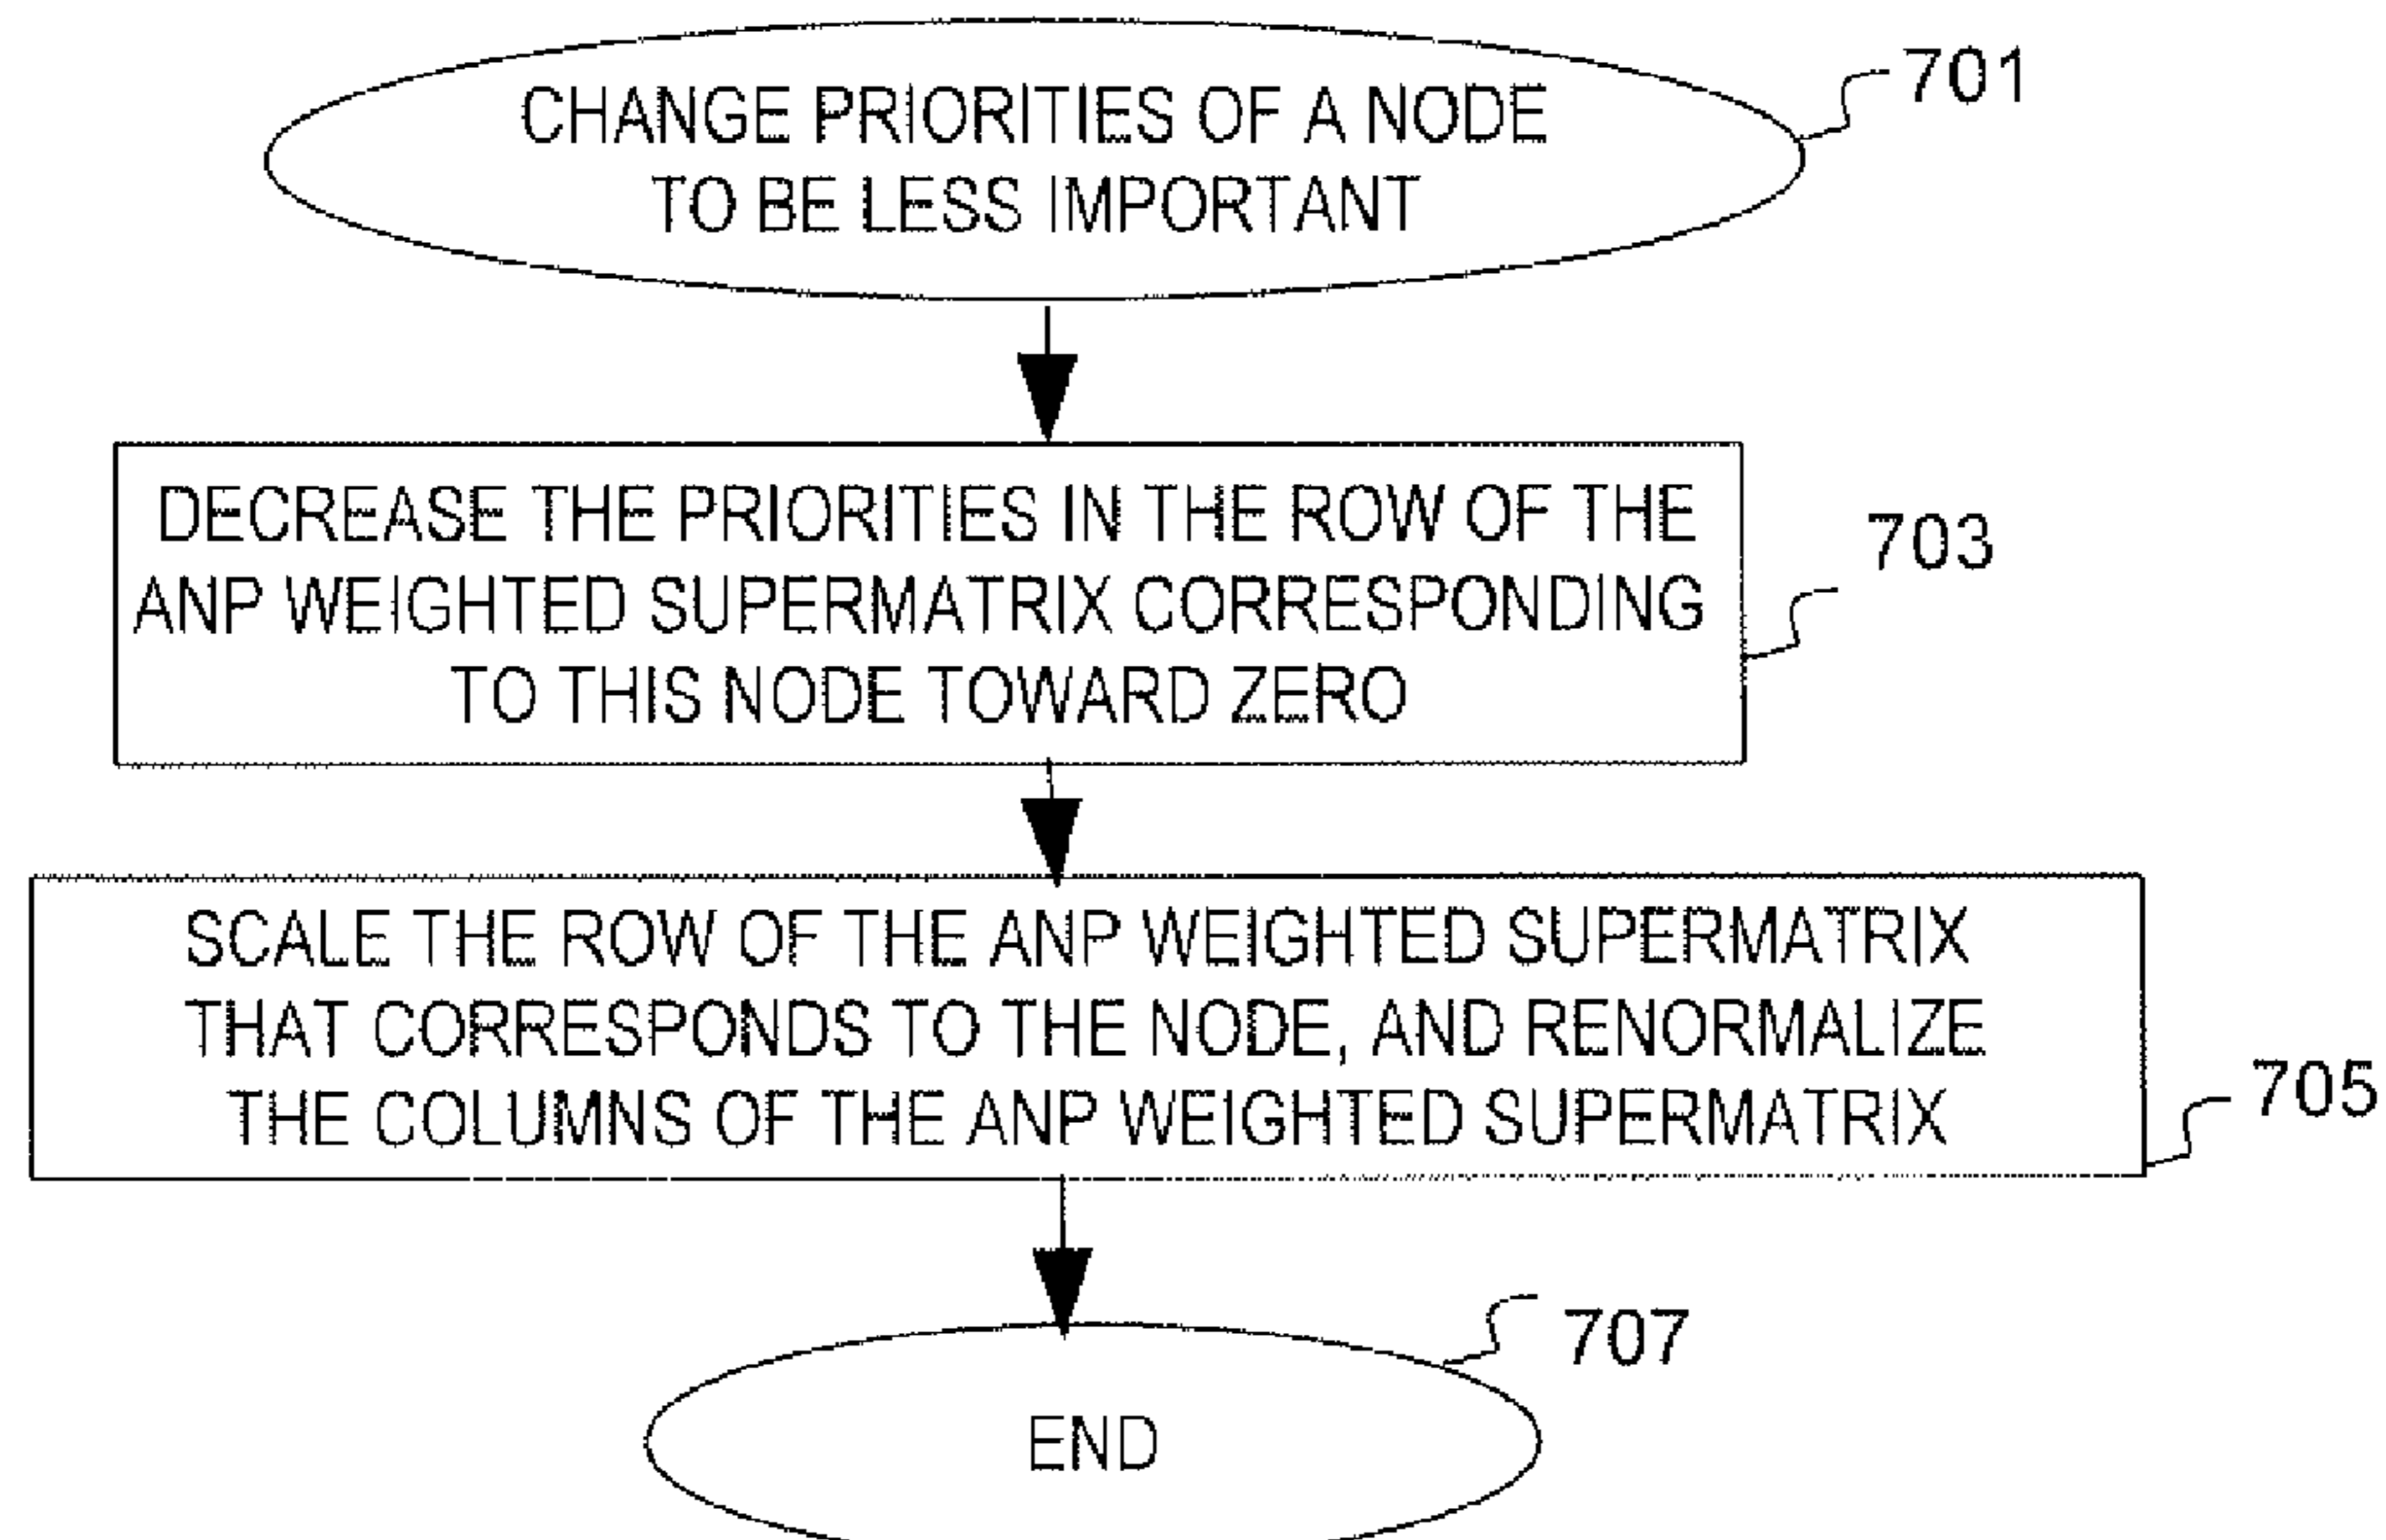 CHANGE PRIORITIES OF A NODE
TO BE LESS IMPORTANT
701
DECREASE THE PRIORITIES IN THE ROW OF THE
ANP WEIGHTED SUPERMATRIX CORRESPONDING
TO THIS NODE TOWARD ZERO
703
SCALE THE ROW OF THE ANP WEIGHTED SUPERMATRIX
THAT CORRESPONDS TO THE NODE, AND RENORMALIZE
THE COLUMNS OF THE ANP WEIGHTED SUPERMATRIX
705
707
END